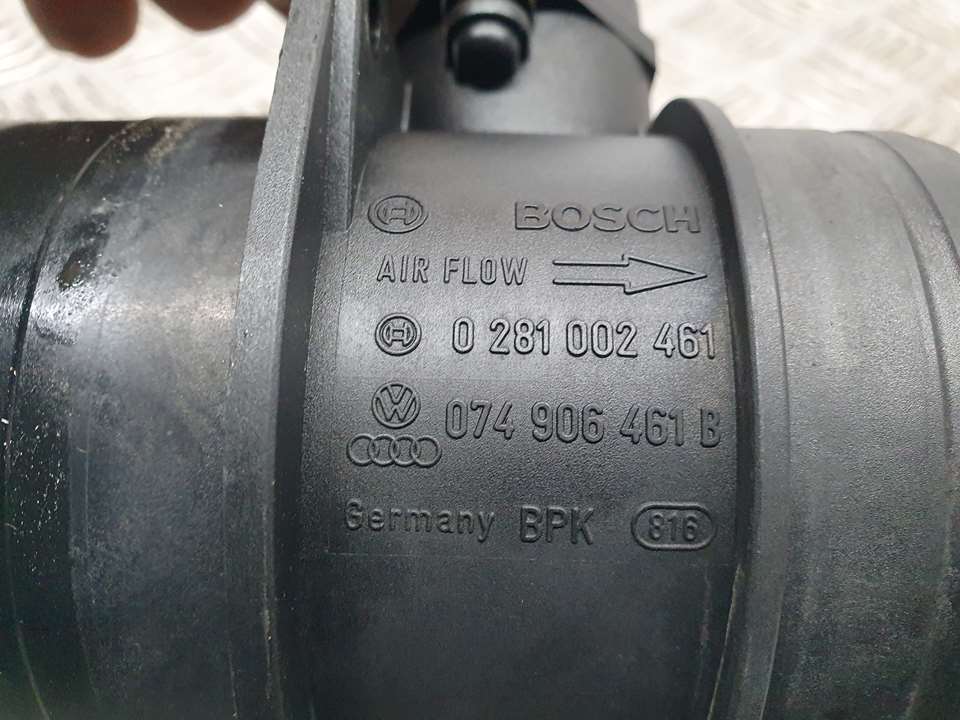 BOSCH
AIR FLOW
0 281 002 461
074 906 461 B
Germany BPK 816